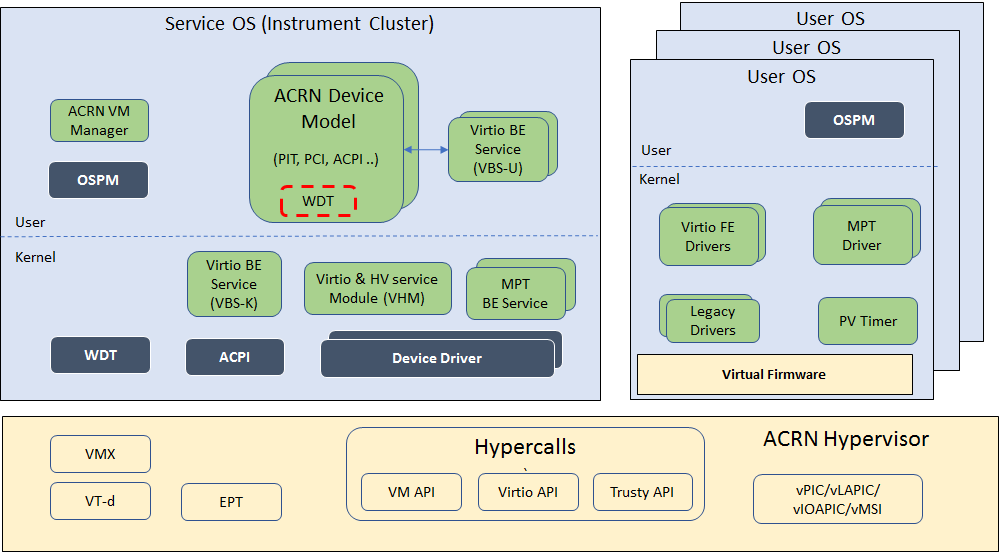 Service OS (Instrument Cluster)
ACRN VM
Manager
OSPM
ACRN Device
Model
(PIT, PCI, ACPI ..)
WDT
Virtio BE
Service
(VBS-U)
User
Kernel
Virtio BE
Service
(VBS-K)
Virtio & HV service
Module (VHM)
MPT
BE Service
WDT
ACPI
Device Driver
User OS
User OS
User OS
OSPM
User
Kernel
Virtio FE
Drivers
MPT
Driver
Legacy
Drivers
PV Timer
Virtual Firmware
VMX
VT-d
EPT
Hypercalls
VM API
Virtio API
Trusty API
ACRN Hypervisor
vPIC/vLAPIC/
vIOAPIC/vMSI